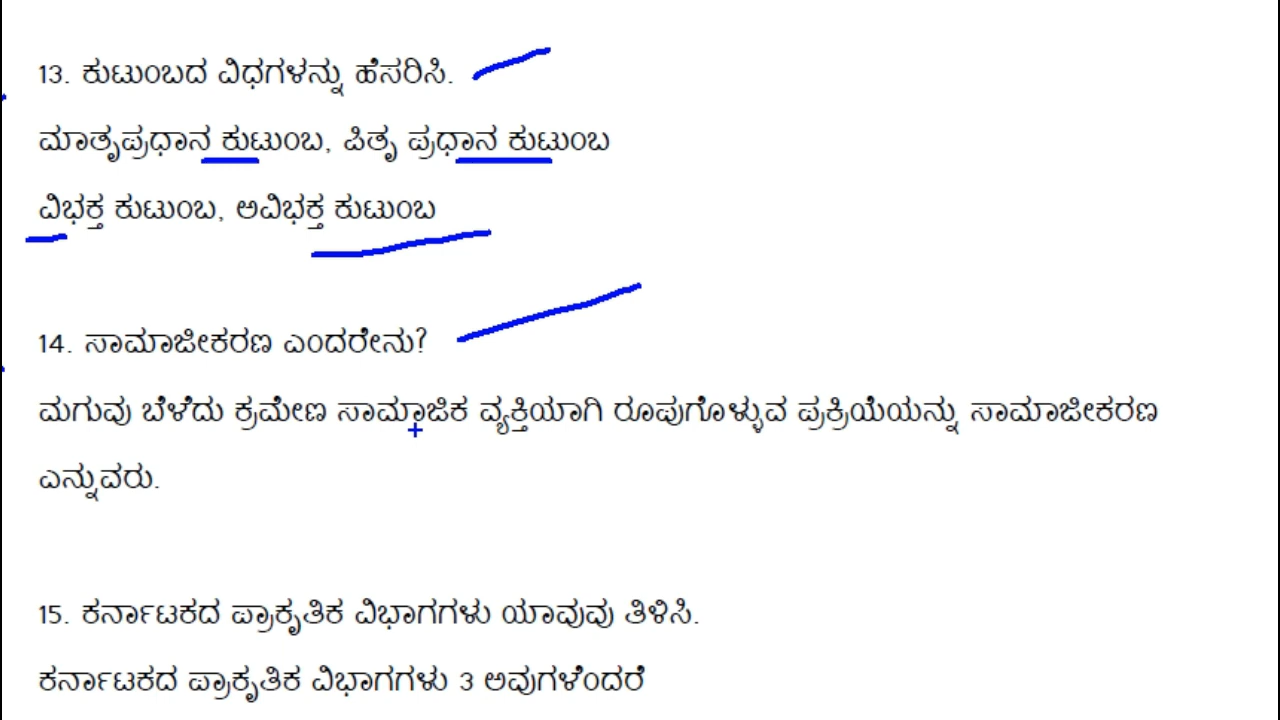 13. ಕುಟುಂಬದ ವಿಧಗಳನ್ನು ಹೆಸರಿಸಿ.
ಮಾತೃಪ್ರಧಾನ ಕುಟುಂಬ, ಪಿತೃ ಪ್ರಧಾನ ಕುಟುಂಬ
ವಿಭಕ್ತ ಕುಟುಂಬ, ಅವಿಭಕ್ತ ಕುಟುಂಬ
14. ಸಾಮಾಜೀಕರಣ ಎಂದರೇನು?
ಮಗುವು ಬೆಳೆದು ಕ್ರಮೇಣ ಸಾಮಾಜಿಕ ವ್ಯಕ್ತಿಯಾಗಿ ರೂಪುಗೊಳ್ಳುವ ಪ್ರಕ್ರಿಯೆಯನ್ನು ಸಾಮಾಜೀಕರಣ
ಎನ್ನುವರು.
15. ಕರ್ನಾಟಕದ ಪ್ರಾಕೃತಿಕ ವಿಭಾಗಗಳು ಯಾವುವು ತಿಳಿಸಿ.
ಕರ್ನಾಟಕದ ಪ್ರಾಕೃತಿಕ ವಿಭಾಗಗಳು 3 ಅವುಗಳೆಂದರೆ